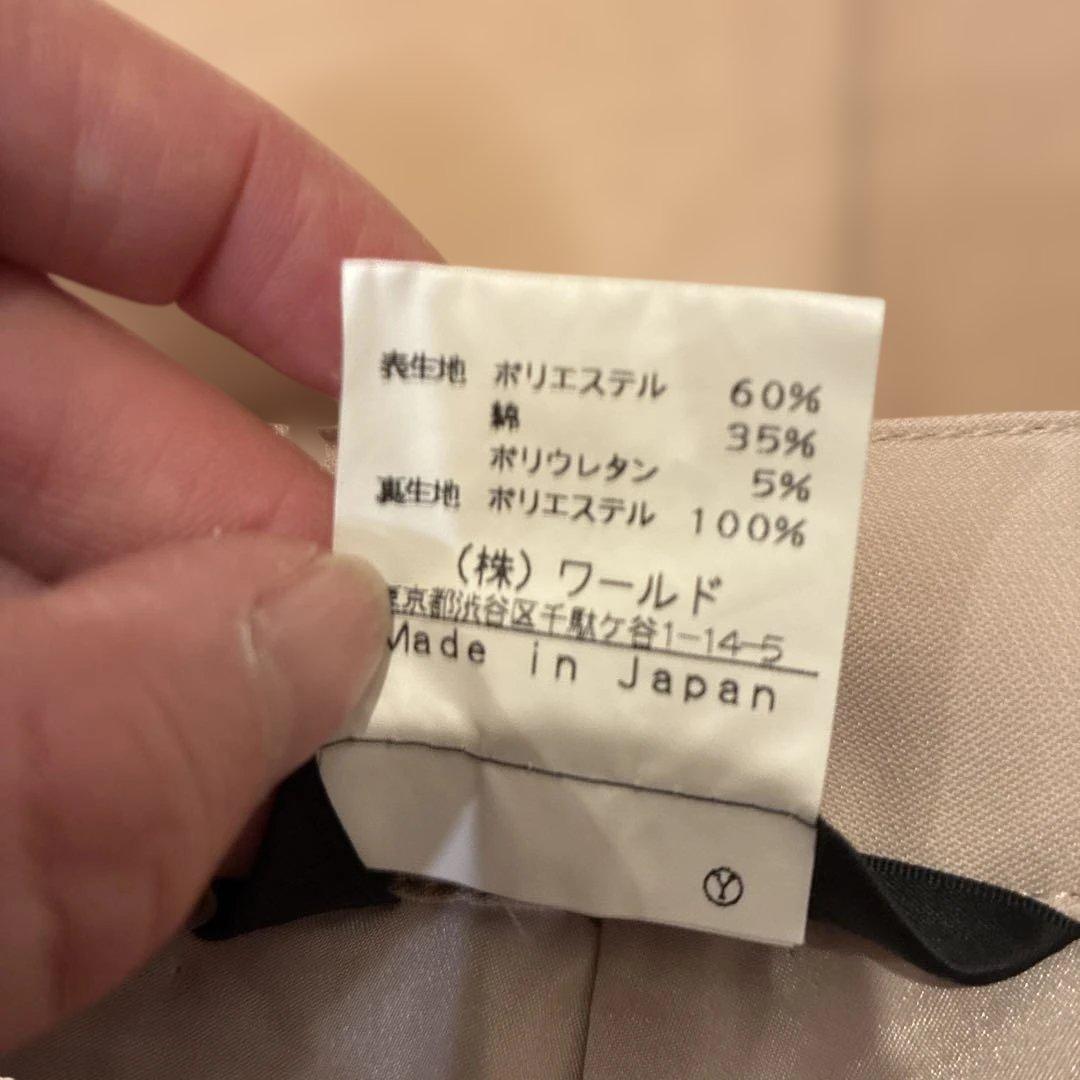 表生地 ポリエステル 60%
綿 35%
ポリウレタン 5%
裏生地 ポリエステル 100%
(株)ワールド
東京都渋谷区千駄ケ谷1-14-5
Made in Japan
Ⓨ